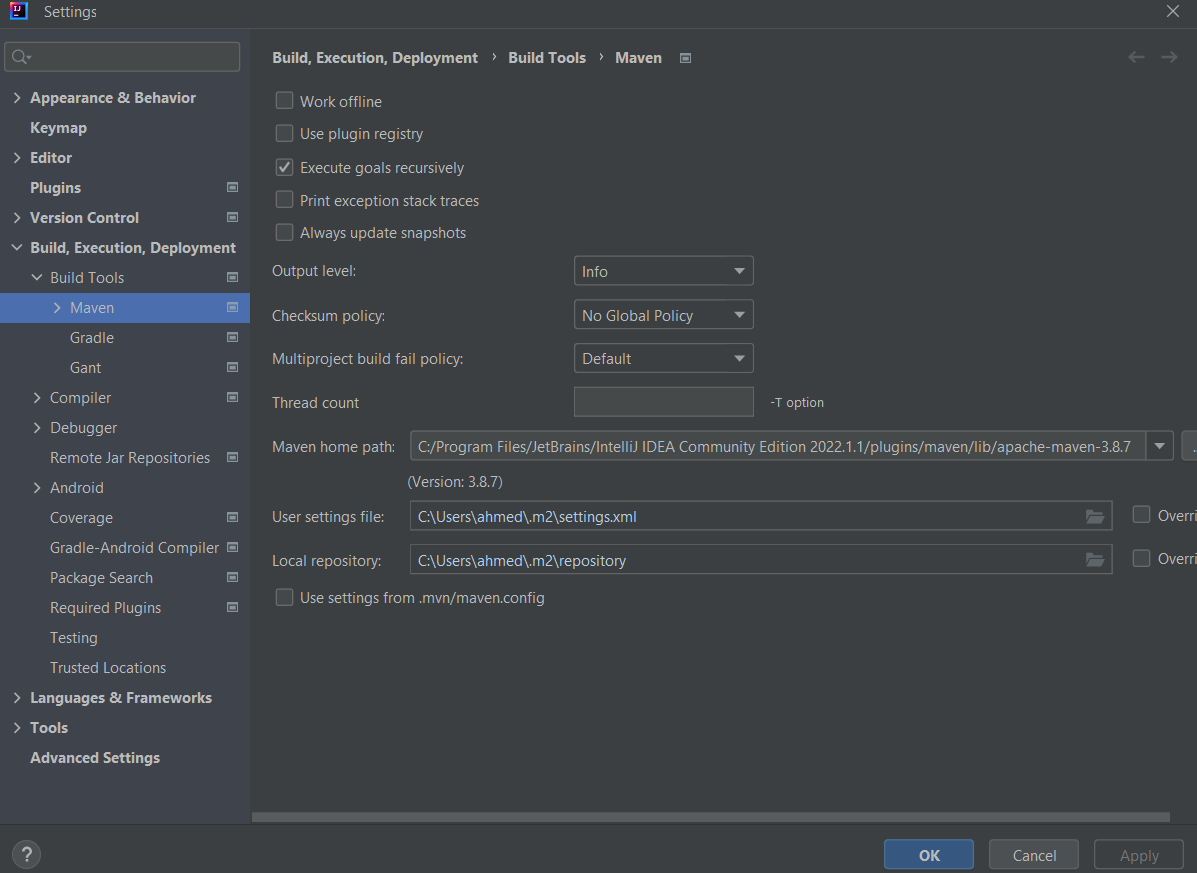 Settings
Appearance & Behavior
Keymap
Editor
Plugins
Version Control
Build, Execution, Deployment
Build Tools
Maven
Gradle
Gant
Compiler
Debugger
Remote Jar Repositories
Android
Coverage
Gradle-Android Compiler
Package Search
Required Plugins
Testing
Trusted Locations
Languages & Frameworks
Tools
Advanced Settings
Build, Execution, Deployment › Build Tools › Maven
Work offline
Use plugin registry
Execute goals recursively
Print exception stack traces
Always update snapshots
Output level: Info
Checksum policy: No Global Policy
Multiproject build fail policy: Default
Thread count -T option
Maven home path: C:/Program Files/JetBrains/IntelliJ IDEA Community Edition 2022.1.1/plugins/maven/lib/apache-maven-3.8.7
(Version: 3.8.7)
User settings file: C:\Users\ahmed\.m2\settings.xml Overri
Local repository: C:\Users\ahmed\.m2\repository Overri
Use settings from .mvn/maven.config
? OK Cancel Apply